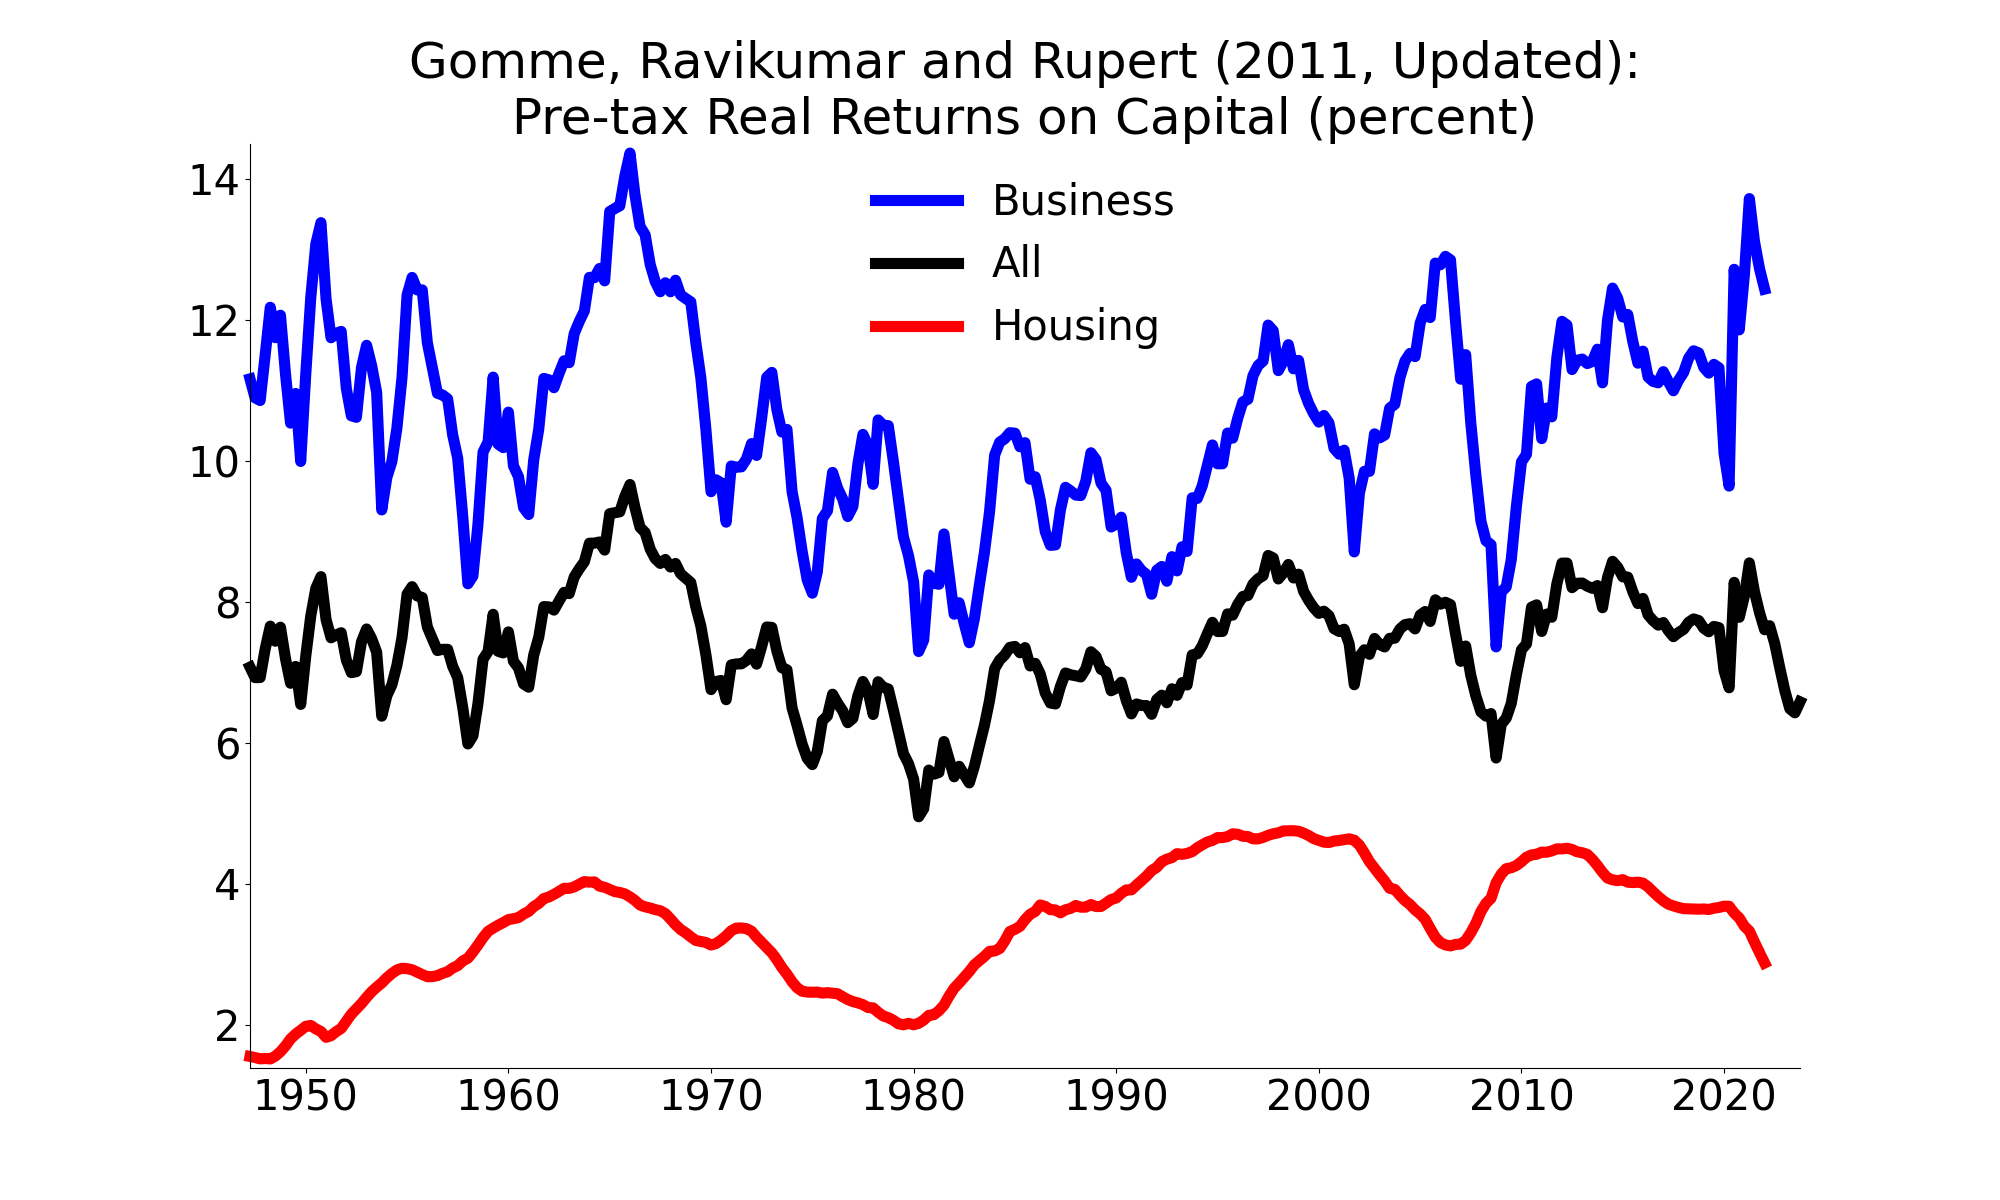 Gomme, Ravikumar and Rupert (2011, Updated):
Pre-tax Real Returns on Capital (percent)
Business
All
Housing
14
12
10
8
6
4
2
1950 1960 1970 1980 1990 2000 2010 2020